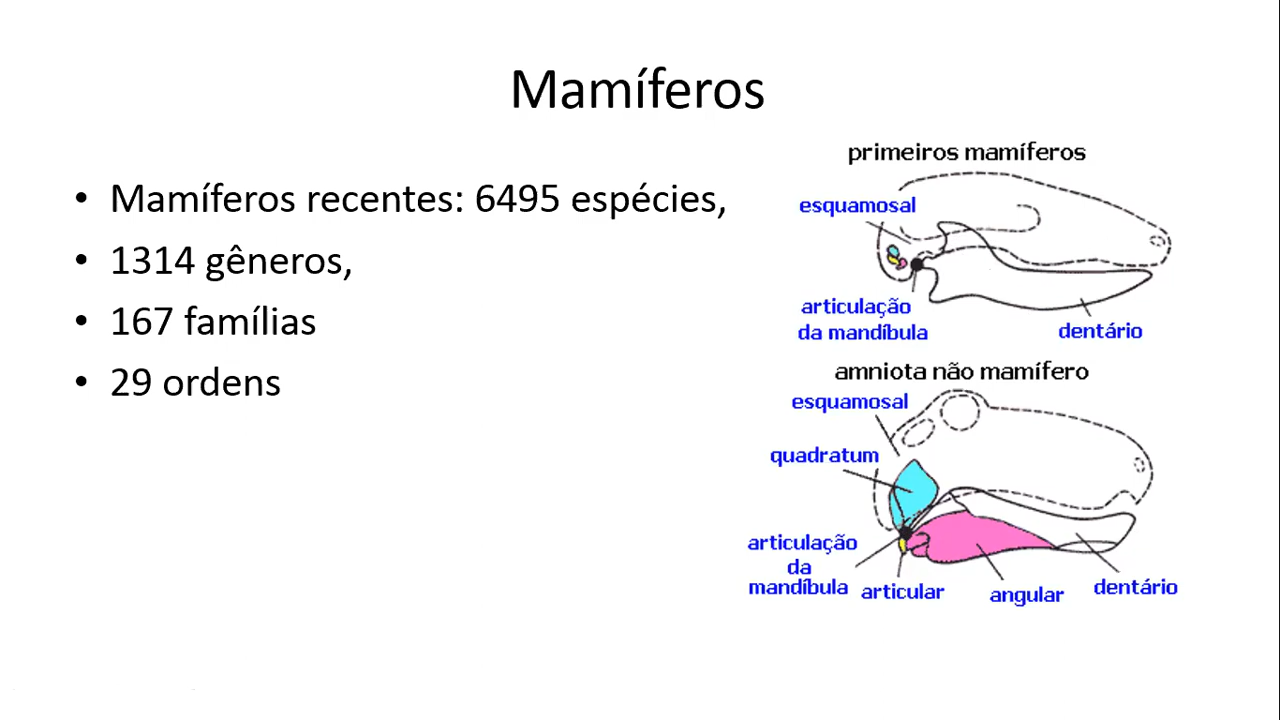 Mamíferos
• Mamíferos recentes: 6495 espécies,
• 1314 gêneros,
• 167 famílias
• 29 ordens
primeiros mamíferos
esquamosal
articulação
da mandíbula
dentário
amniota não mamífero
esquamosal
quadratum
articulação
da
mandíbula
articular
angular
dentário